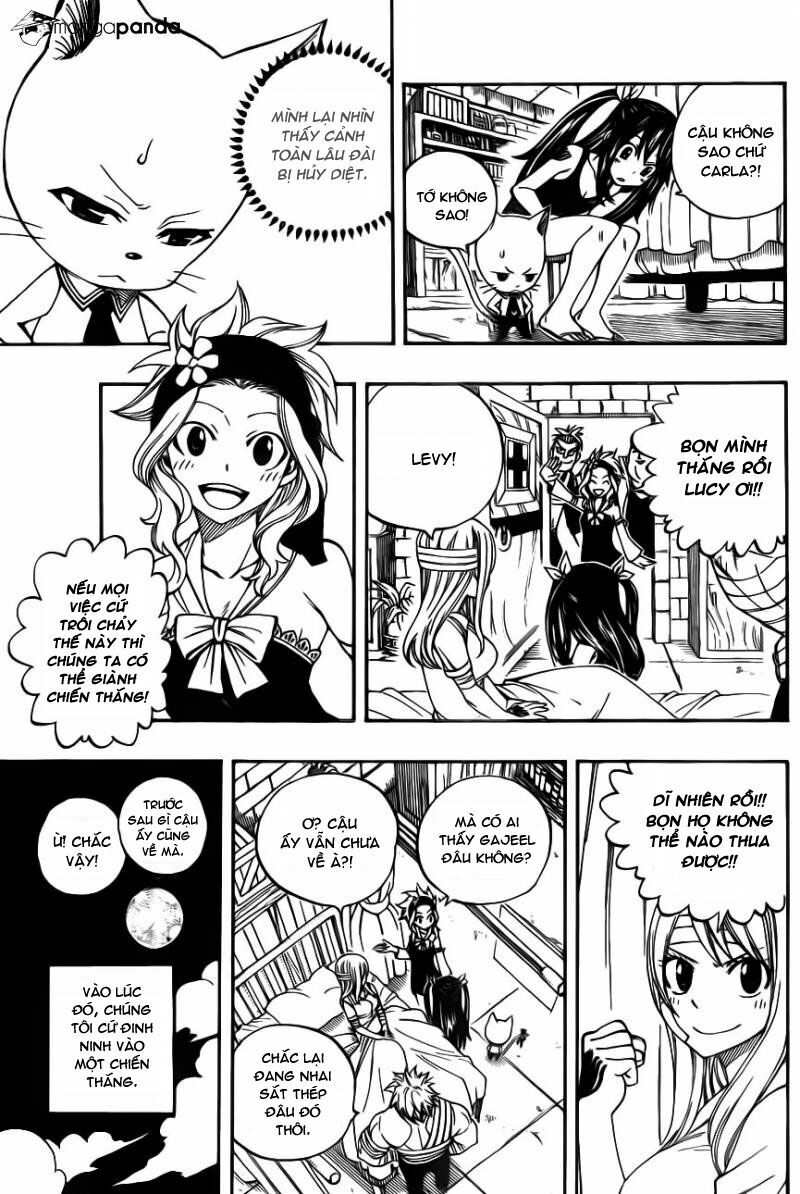 mangapanda
CẬU KHÔNG
SAO CHỨ
CARLA?!
TỚ KHÔNG
SAO!
MÌNH LẠI NHÌN
THẤY CẢNH
TOÀN LÂU ĐÀI
BỊ HỦY DIỆT.
BỌN MÌNH
THẮNG RỒI
LUCY ƠI!!
LEVY!
NẾU MỌI
VIỆC CỨ
TRÔI CHẢY
THẾ NÀY THÌ
CHÚNG TA CÓ
THỂ GIÀNH
CHIẾN THẮNG!
DĨ NHIÊN RỒI!!
BỌN HỌ KHÔNG
THỂ NÀO THUA
ĐƯỢC!!
MÀ CÓ AI
THẤY GAJEEL
ĐÂU KHÔNG?
Ơ? CẬU
ẤY VẪN CHƯA
VỀ À?!
CHẮC LẠI
ĐANG NHAI
SẮT THÉP
ĐÂU ĐÓ
THÔI.
TRƯỚC
SAU GÌ CẬU
ẤY CŨNG
VỀ MÀ.
Ừ! CHẮC
VẬY!
VÀO LÚC
ĐÓ, CHÚNG
TÔI CỨ ĐINH
NINH VÀO
MỘT CHIẾN
THẮNG.